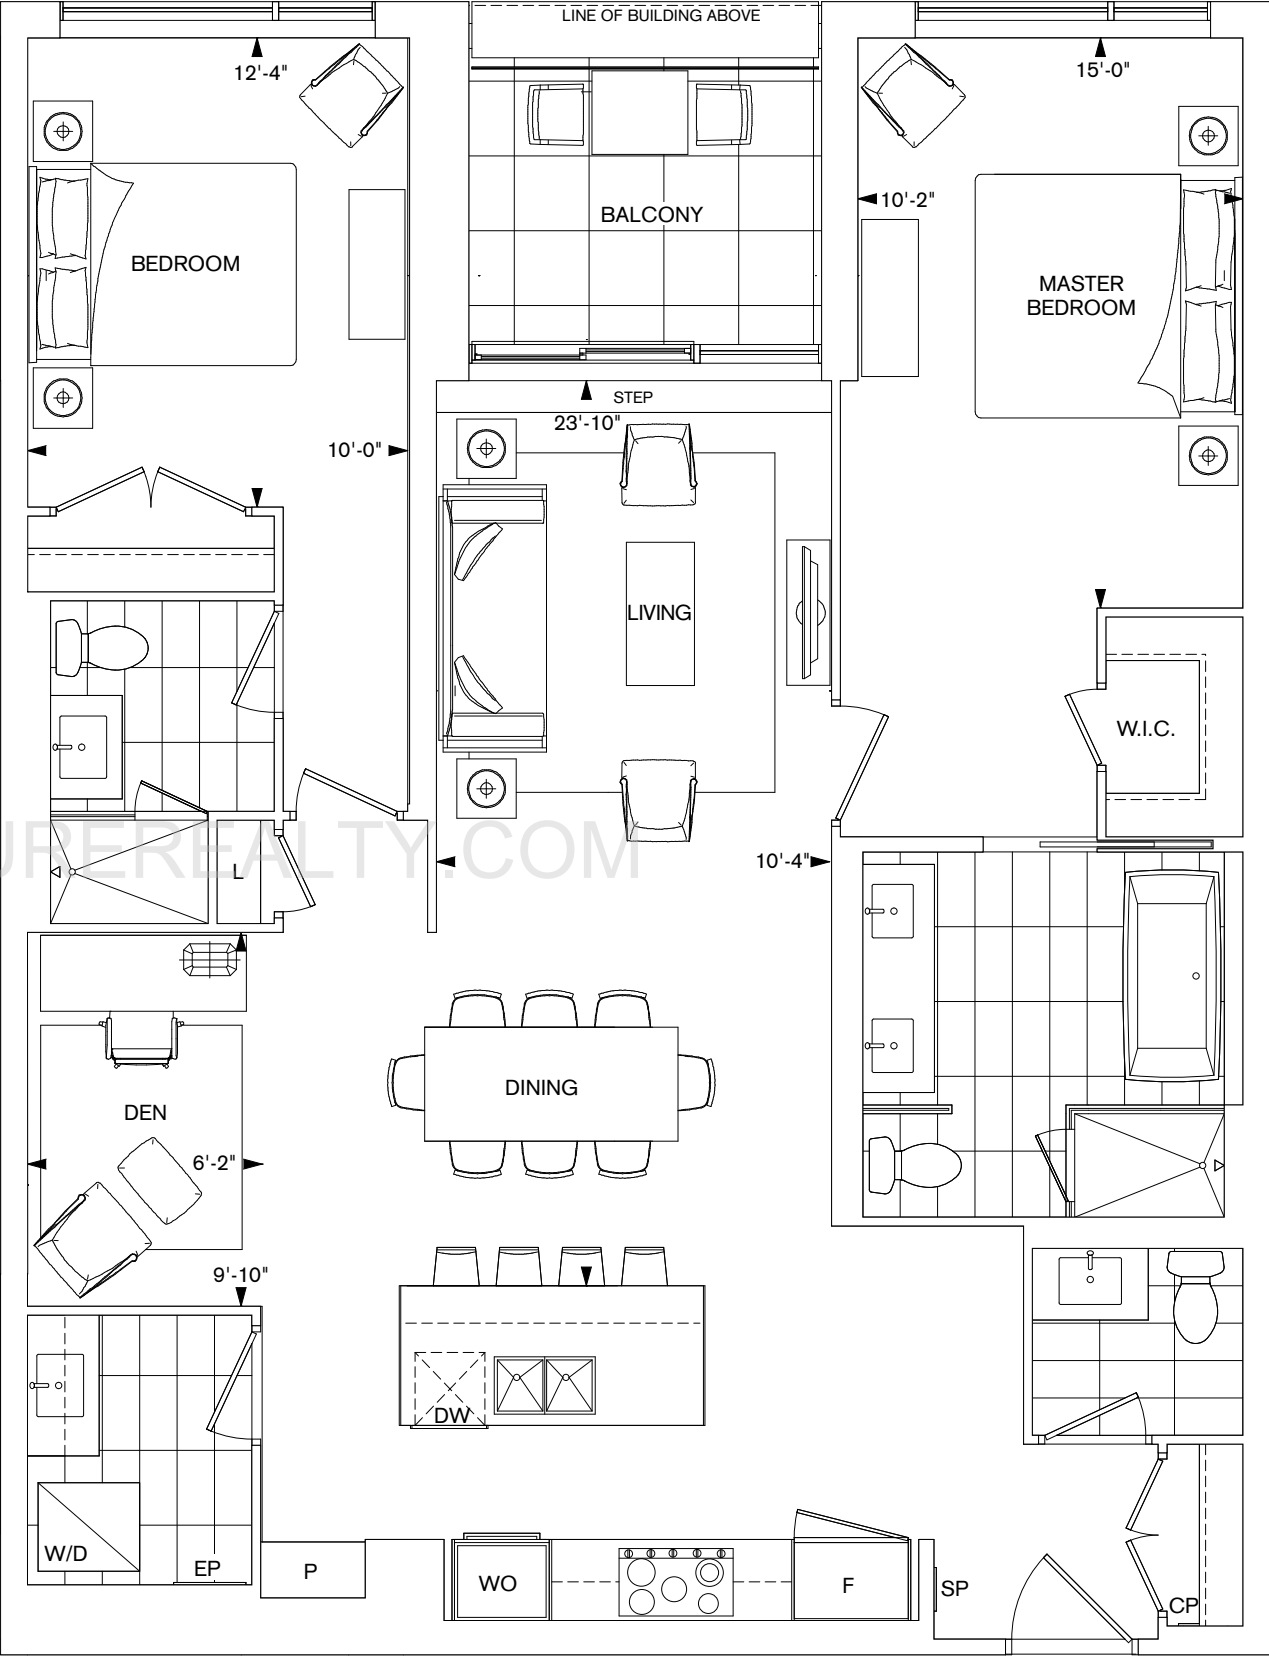 LINE OF BUILDING ABOVE
12'-4"
15'-0"
10'-2"
BALCONY
BEDROOM
MASTER
BEDROOM
STEP
23'-10"
10'-0"
LIVING
W.I.C.
UREREALTY.COM
10'-4"
L
DINING
DEN
6'-2"
9'-10"
DW
W/D
EP
P
WO
F
SP
CP